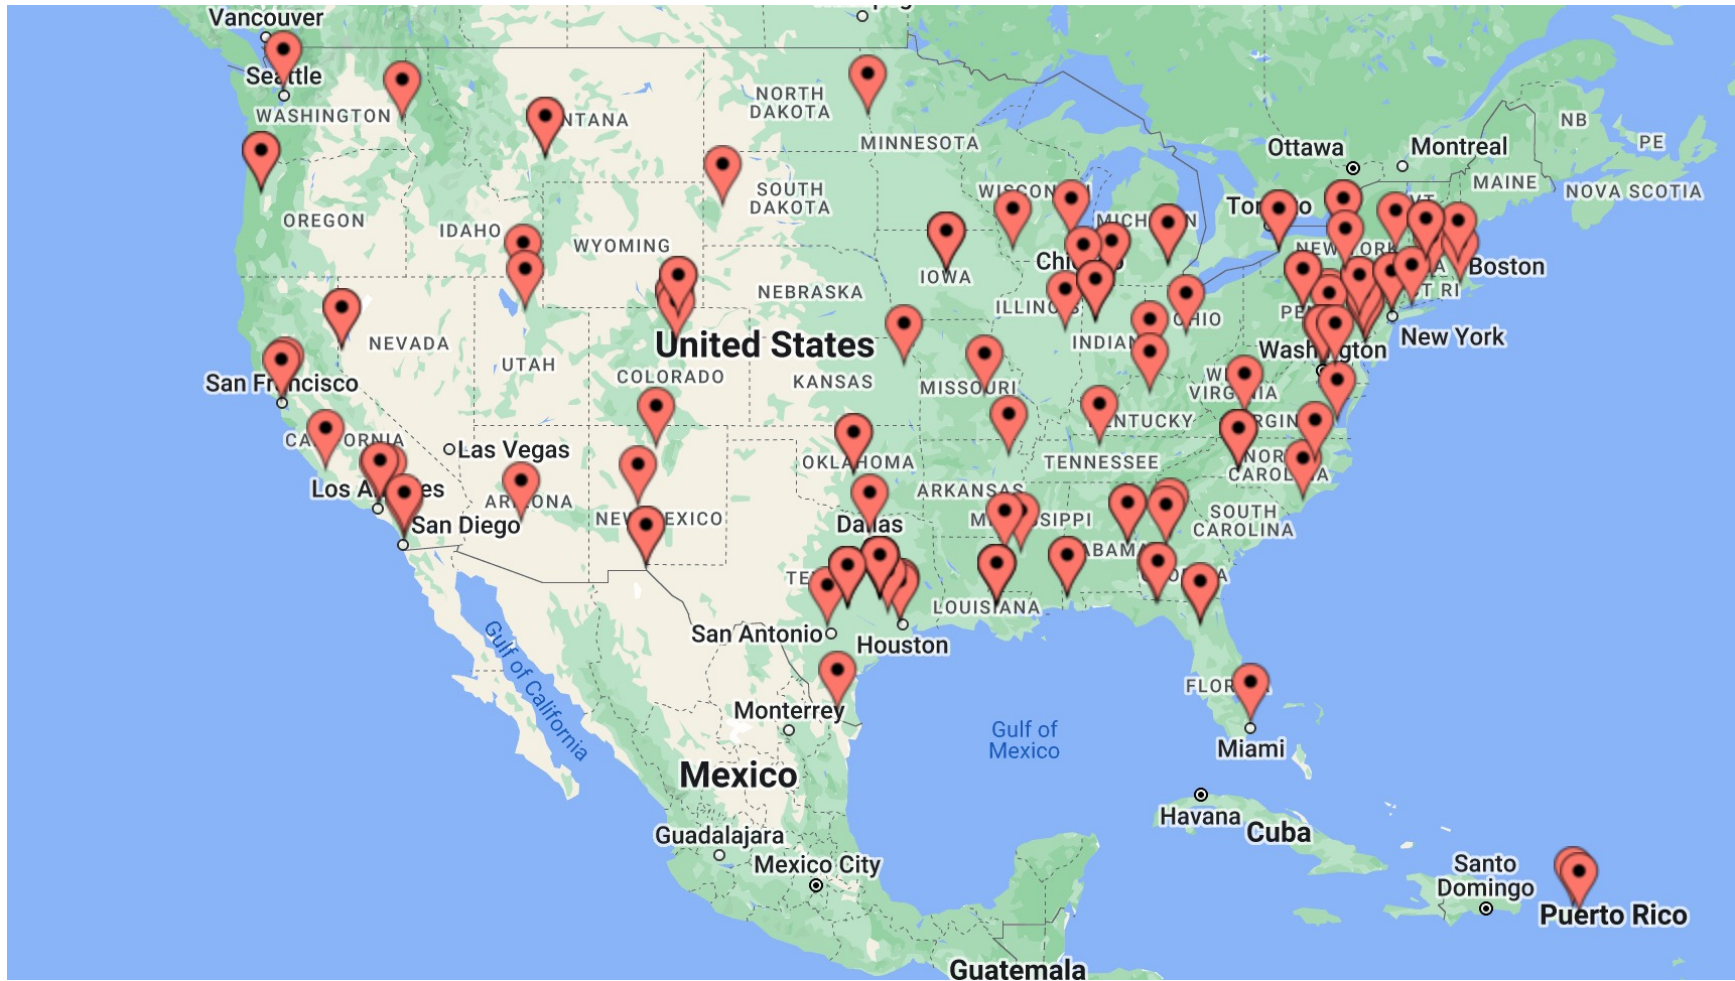 Vancouver
Seattle
WASHINGTON
NORTH
DAKOTA
MINNESOTA
Ottawa
Montreal
NB
PE
MAINE
NOVA SCOTIA
OREGON
IDAHO
WYOMING
SOUTH
DAKOTA
VT
IOWA
Boston
NEBRASKA
NEVADA
UTAH
United States
COLORADO
KANSAS
MISSOURI
Washington
New York
San Francisco
Las Vegas
OKLAHOMA
TENNESSEE
ARKANSAS
San Diego
SOUTH
CAROLINA
Dallas
LOUISIANA
San Antonio
Houston
Gulf of California
Monterrey
Gulf of
Mexico
Miami
Mexico
Havana
Cuba
Guadalajara
Mexico City
Santo
Domingo
Puerto Rico
Guatemala